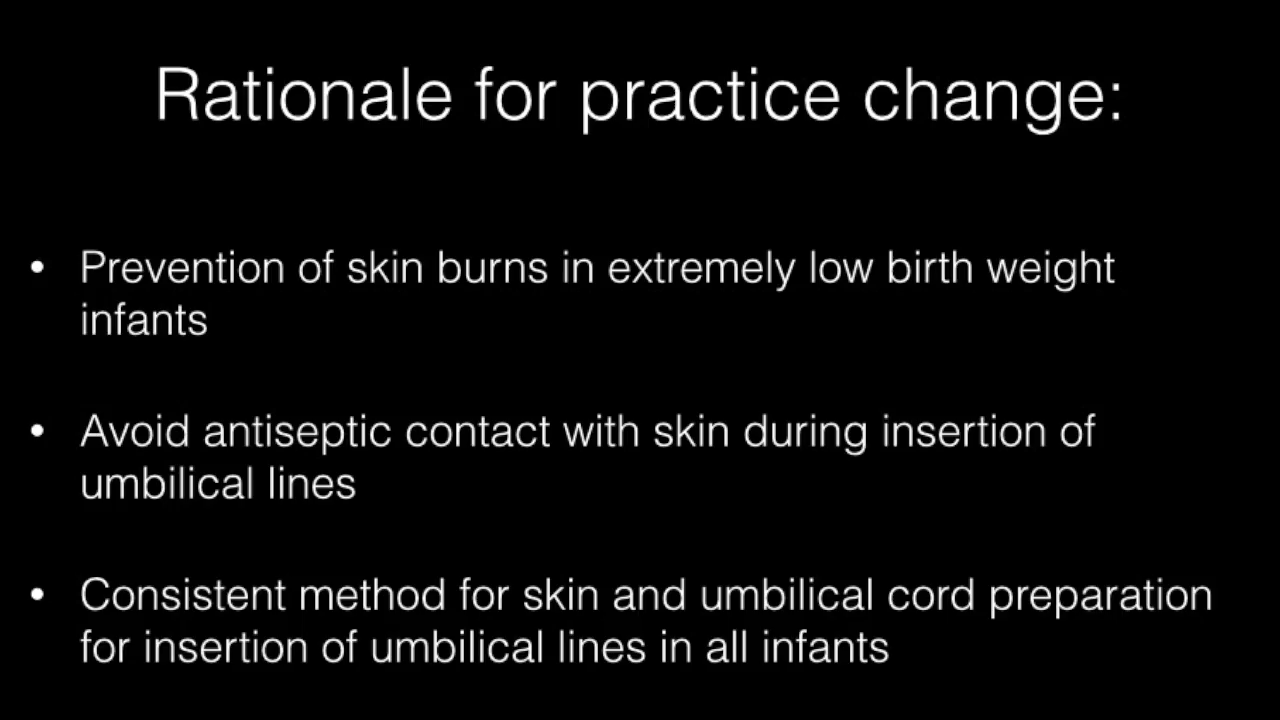 Rationale for practice change:
• Prevention of skin burns in extremely low birth weight
infants
• Avoid antiseptic contact with skin during insertion of
umbilical lines
• Consistent method for skin and umbilical cord preparation
for insertion of umbilical lines in all infants